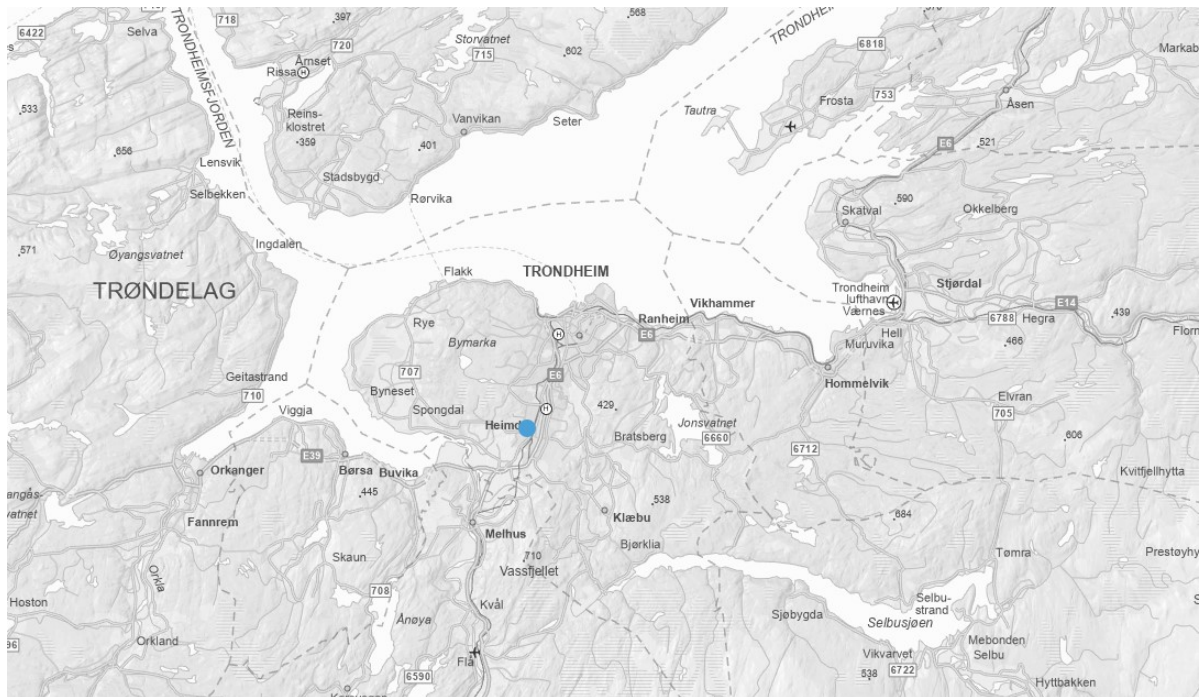 718
397
568
6422
Selva
TRONDHEIMSFJORDEN
720
Storvatnet
715
602
Åmset
Rissa
H
6818
Markab
533
Reins-
klostret
359
Vanvikan
401
Seter
Tautra
Frosta
753
Åsen
E6
521
656
Lensvik
Selbekken
Stadsbygd
Rørvika
590
Skatval
Okkelberg
571
Øyangsvatnet
Ingdalen
Flakk
TRONDHEIM
TRØNDELAG
Trondheim
lufthavn
Værnes
Stjørdal
Vikhammer
Ranheim
E14
6788
Hegra
439
Flor
Rye
Bymarka
H
E6
Hell
Muruvika
466
Geitastrand
710
707
Byneset
E6
Hommelvik
Elvran
705
Viggja
Spongdal
H
429
Jonsvatnet
Heimd
Bratsberg
6660
606
6712
E39
Børsa
Buvika
Orkanger
445
Kvitfjellhytta
538
Fannrem
Klæbu
684
Melhus
Bjørklia
Skaun
710
Vassfjellet
Tømra
Prestøyhy
Orkla
708
Kvål
Hoston
Ånøya
Sjøbygda
Selbu-
strand
Selbusjøen
Orkland
Mebonden
Selbu
Vikvarvet
Flå
6590
538
6722
Hyttbakken